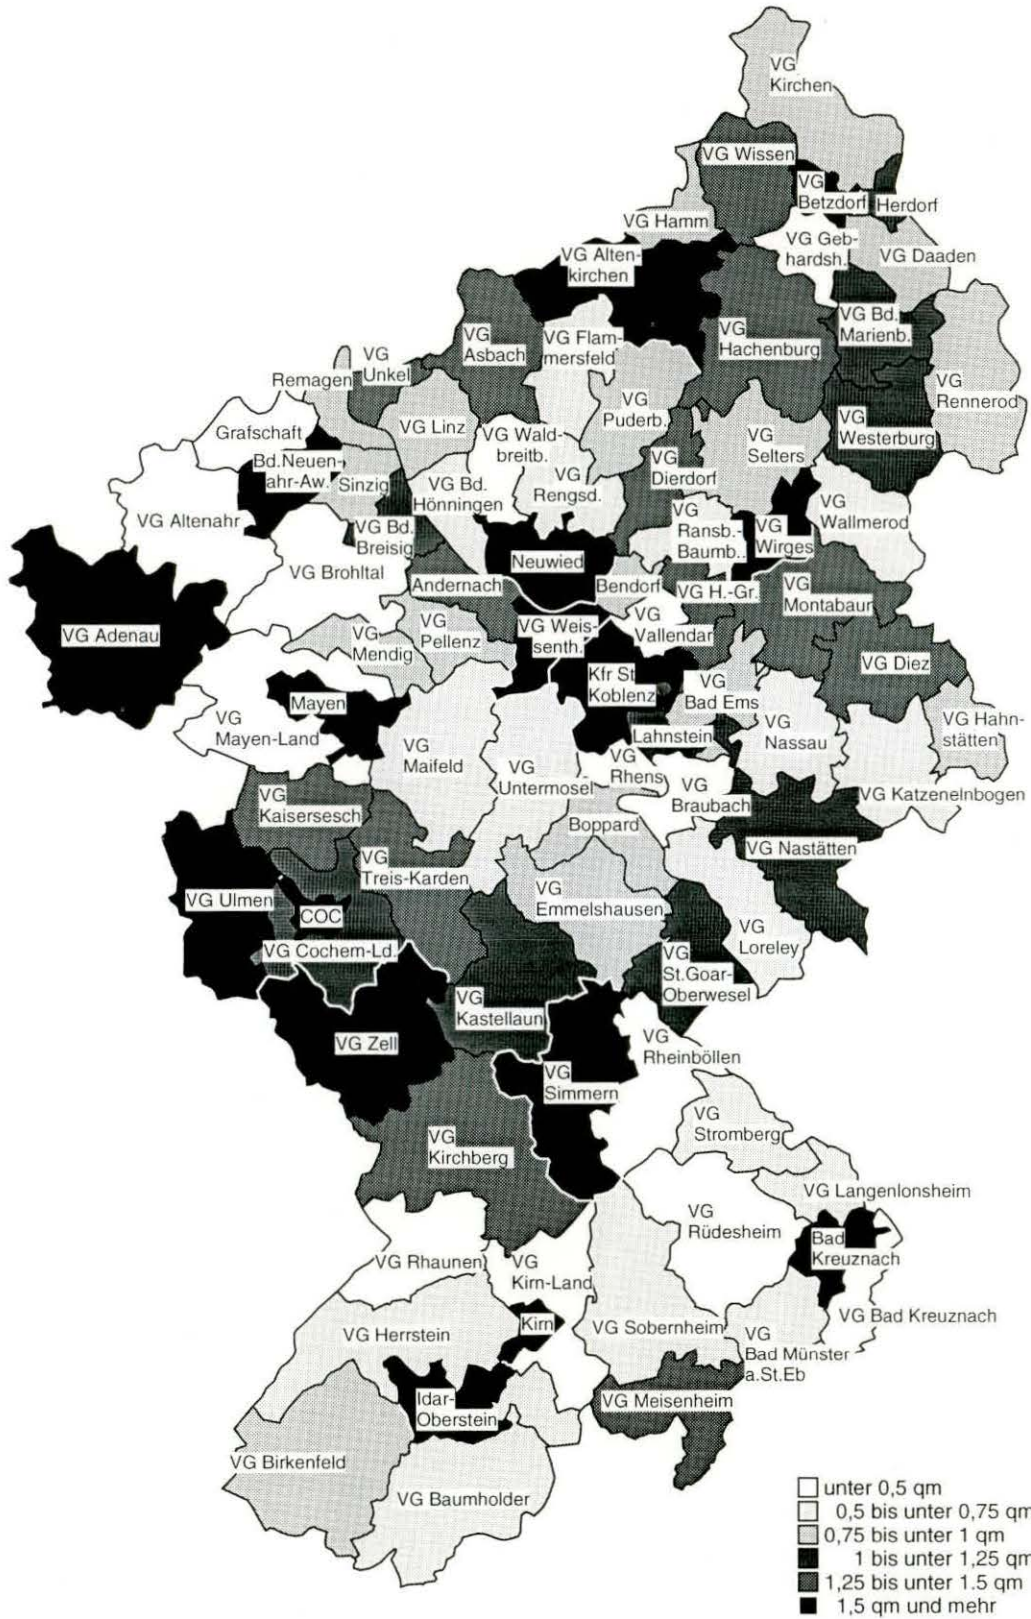 VG
Kirchen
VG Wissen
VG
Betzdorf
Herdorf
VG Hamm
VG Geb-
hardsh.
VG Daaden
VG Alten-
kirchen
VG Bd.
Marienb.
VG
Hachenburg
VG
Asbach
VG Flam-
mersfeld
VG
Unkel
Remagen
VG
Rennerod
VG
Puderb.
VG
Westerburg
VG Linz
VG Wald-
breitb.
Grafschaft
VG
Selters
Bd.Neuen-
ahr-Aw.
Sinzig
VG
Dierdorf
VG Bd.
Hönningen
VG
Rengsd.
VG
Wallmerod
VG Altenahr
VG Bd.
Breisig
VG
Ransb.-
Baumb..
VG
Wirges
VG Brohltal
Neuwied
Andernach
Bendorf
VG H.-Gr.
VG
Montabaur
VG Adenau
VG
Mendig
VG
Pellenz
VG Weis-
senth.
VG
Vallendar
VG Diez
Kfr St
Koblenz
VG
Bad Ems
Mayen
VG
Mayen-Land
VG
Nassau
VG Hahn-
stätten
Lahnstein
VG
Maifeld
VG
Untermosel
VG
Rhens
VG
Braubach
VG Katzenelnbogen
VG
Kaisersesch
Boppard
VG Nastätten
VG
Treis-Karden
VG Ulmen
COC
VG
Emmelshausen
VG Cochem-Ld.
VG
Loreley
VG
St.Goar-
Oberwesel
VG
Kastellaun
VG Zell
VG
Rheinböllen
VG
Simmern
VG
Stromberg
VG
Kirchberg
VG Langenlonsheim
VG
Rüdesheim
Bad
Kreuznach
VG Rhaunen
VG
Kirn-Land
VG Bad Kreuznach
Kirn
VG Herrstein
VG Sobernheim
VG
Bad Münster
a.St.Eb
Idar-
Oberstein
VG Meisenheim
VG Birkenfeld
VG Baumholder
unter 0,5 qm
0,5 bis unter 0,75 qm
0,75 bis unter 1 qm
1 bis unter 1,25 qm
1,25 bis unter 1.5 qm
1,5 qm und mehr